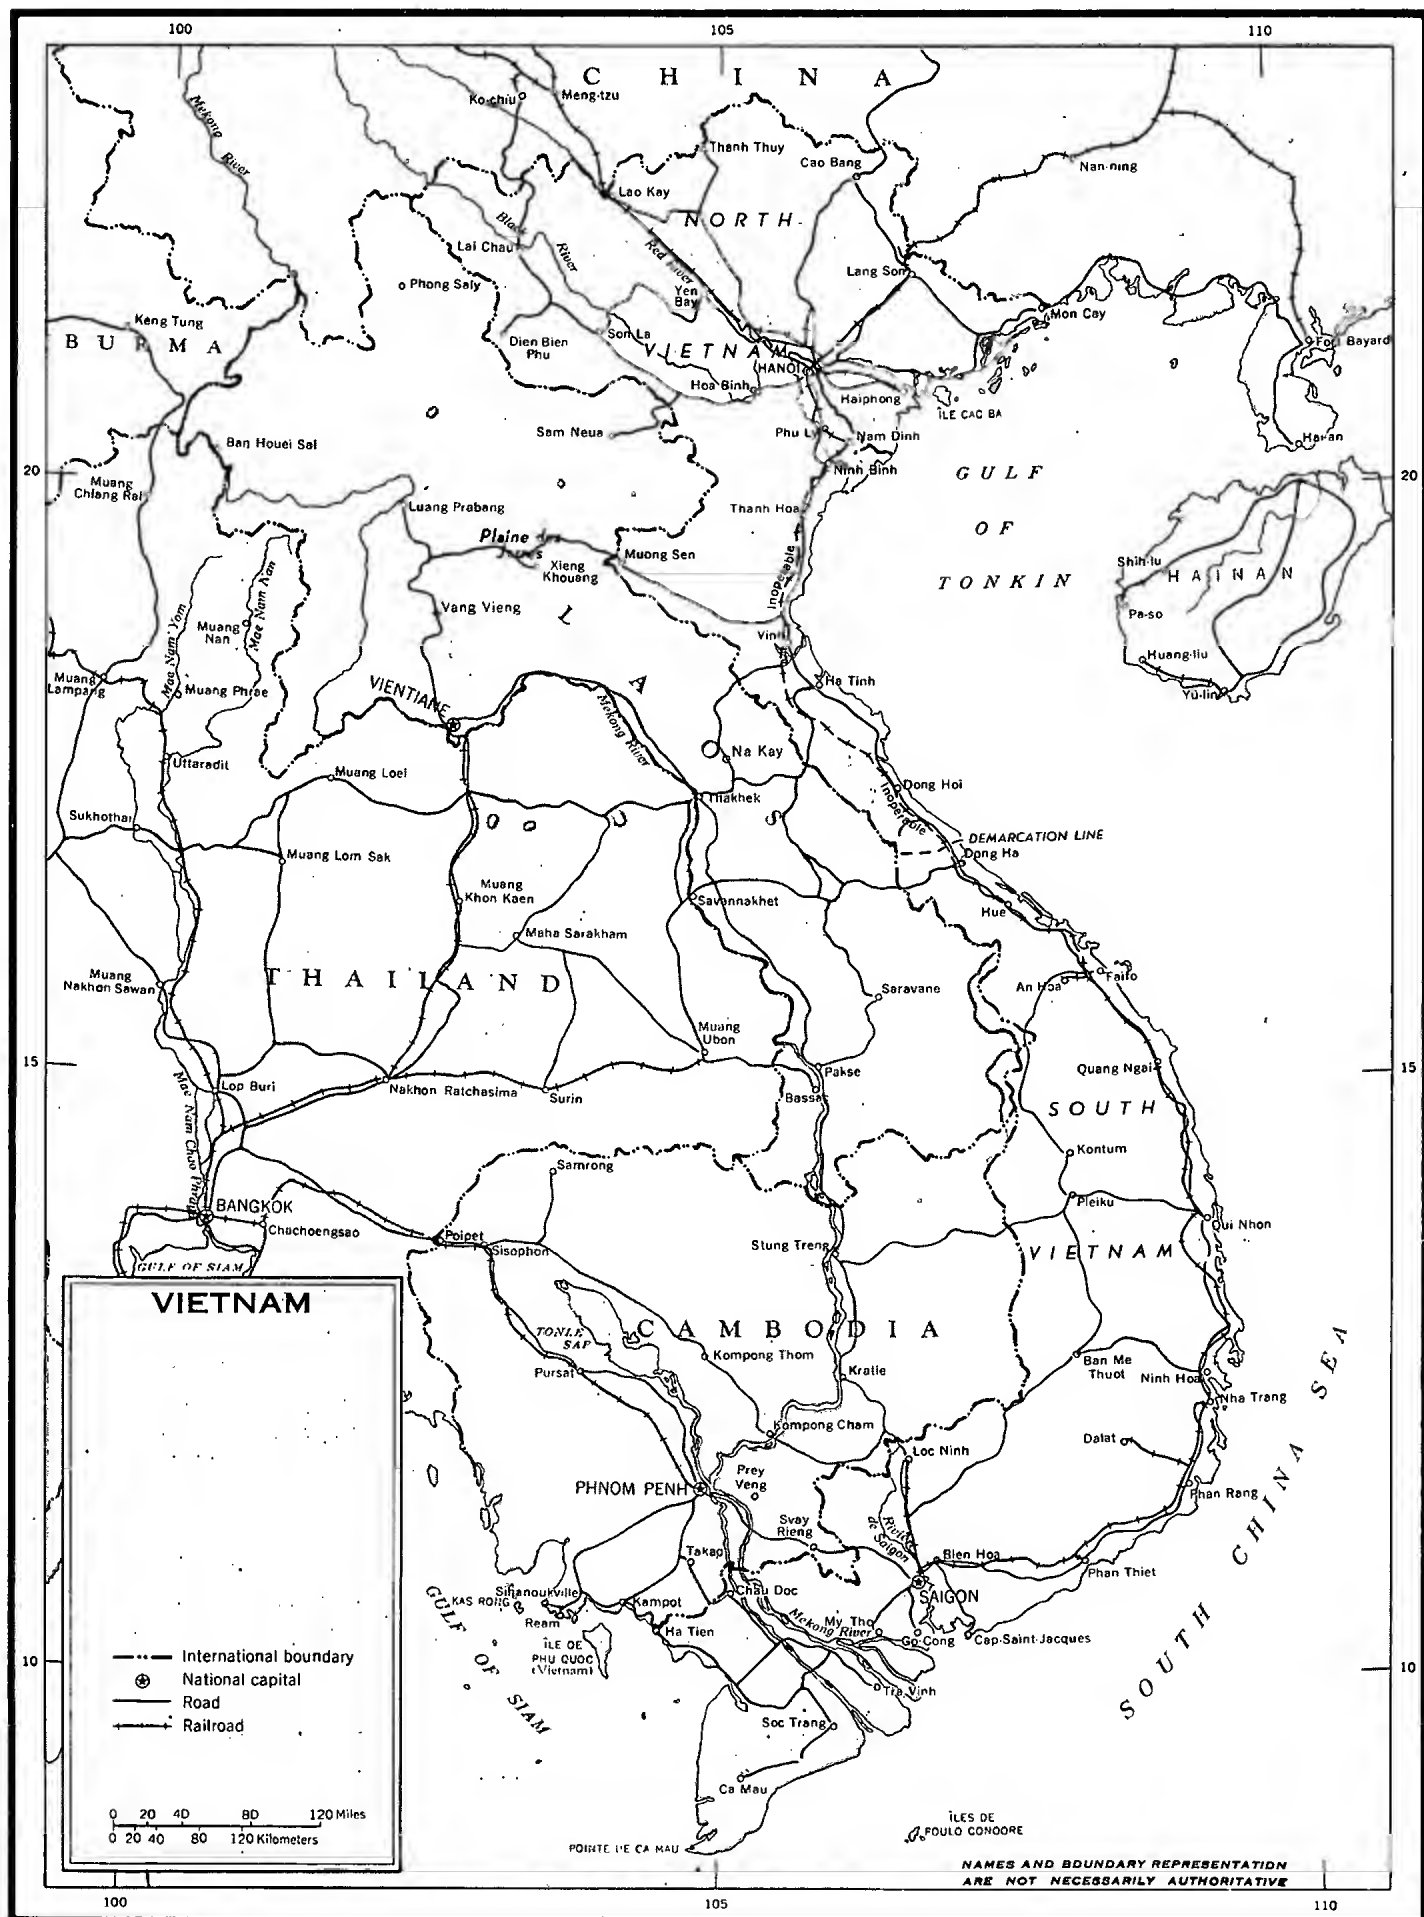 100
105
110
C H I N A
Ko-chiu
Meng-tzu
Mekong
River
Thanh Thuy
Cao Bang
Nan-ning
Lao Kay
NORTH
Black
River
Lai Chau
Red River
Yen
Bay
Lang Son
Phong Saly
Mon Cay
Keng Tung
BURMA
Dien Bien
Phu
Son La
VIETNAM
HANOI
Bayard
Hoa Binh
Haiphong
ÎLE CAC BA
Sam Neua
Phu Ly
Nam Dinh
Ban Houei Sai
Ninh Binh
20
Muang
Chiang Rai
GULF
OF
TONKIN
Luang Prabang
Thanh Hoa
Plaine des
Muong Sen
Xieng
Khouang
Inoperable
Shih-lu
HAINAN
Vang Vieng
Pa-so
L A O S
Muang
Nan
Mae Nam Nan
Mae Nam Yom
Vinh
Huang-liu
Yü-lin
Muang
Lampang
Muang Phrae
VIENTIANE
Ha Tinh
Mekong River
Na Kay
Uttaradit
Muang Loei
Thakhek
Dong Hoi
Inoperable
Sukhothai
DEMARCATION LINE
Dong Ha
Muang Lom Sak
Muang
Khon Kaen
Savannakhet
Hue
Maha Sarakham
THAILAND
Muang
Nakhon Sawan
Saravane
An Hoa
Faifo
Muang
Ubon
15
Quang Ngai
15
Lop Buri
Nakhon Ratchasima
Surin
Pakse
Bassac
SOUTH
Mae Nam Chao Phraya
Kontum
Samrong
BANGKOK
Pleiku
Chachoengsao
Poipet
Sisophon
Stung Treng
Qui Nhon
VIETNAM
GULF OF SIAM
VIETNAM
TONLE
SAP
CAMBODIA
Kompong Thom
Pursat
Kratie
Ban Me
Thuot
Ninh Hoa
Nha Trang
Kompong Cham
Dalat
Loc Ninh
PHNOM PENH
Prey
Veng
Phan Rang
Svay
Rieng
Rivière
de Saigon
SOUTH CHINA SEA
Bien Hoa
Phan Thiet
Chau Doc
SAIGON
Sihanoukville
KAS RONG
Ream
Kampot
My Tho
Mekong River
Go Cong
Cap-Saint-Jacques
Ha Tien
ÎLE DE
PHU QUOC
(Vietnam)
GULF OF SIAM
10
10
Tra Vinh
Soc Trang
Ca Mau
International boundary
National capital
Road
Railroad
0 20 40 80 120 Miles
0 20 40 80 120 Kilometers
POINTE DE CA MAU
ÎLES DE
POULO CONDORE
NAMES AND BOUNDARY REPRESENTATION
ARE NOT NECESSARILY AUTHORITATIVE
100
105
110